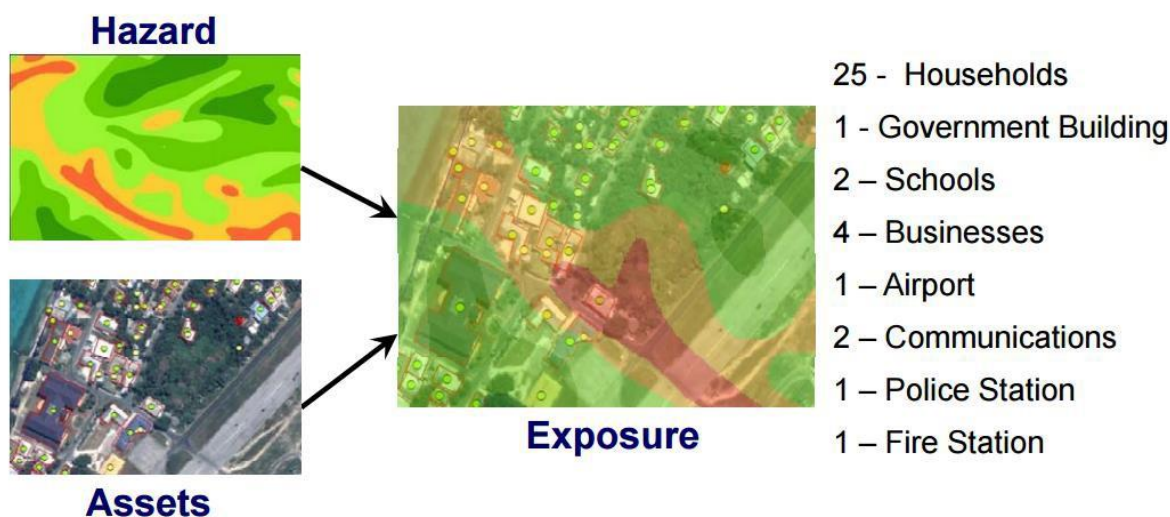 Hazard
Assets
Exposure
25 -  Households
1 - Government Building
2 – Schools
4 – Businesses
1 – Airport
2 – Communications
1 – Police Station
1 – Fire Station